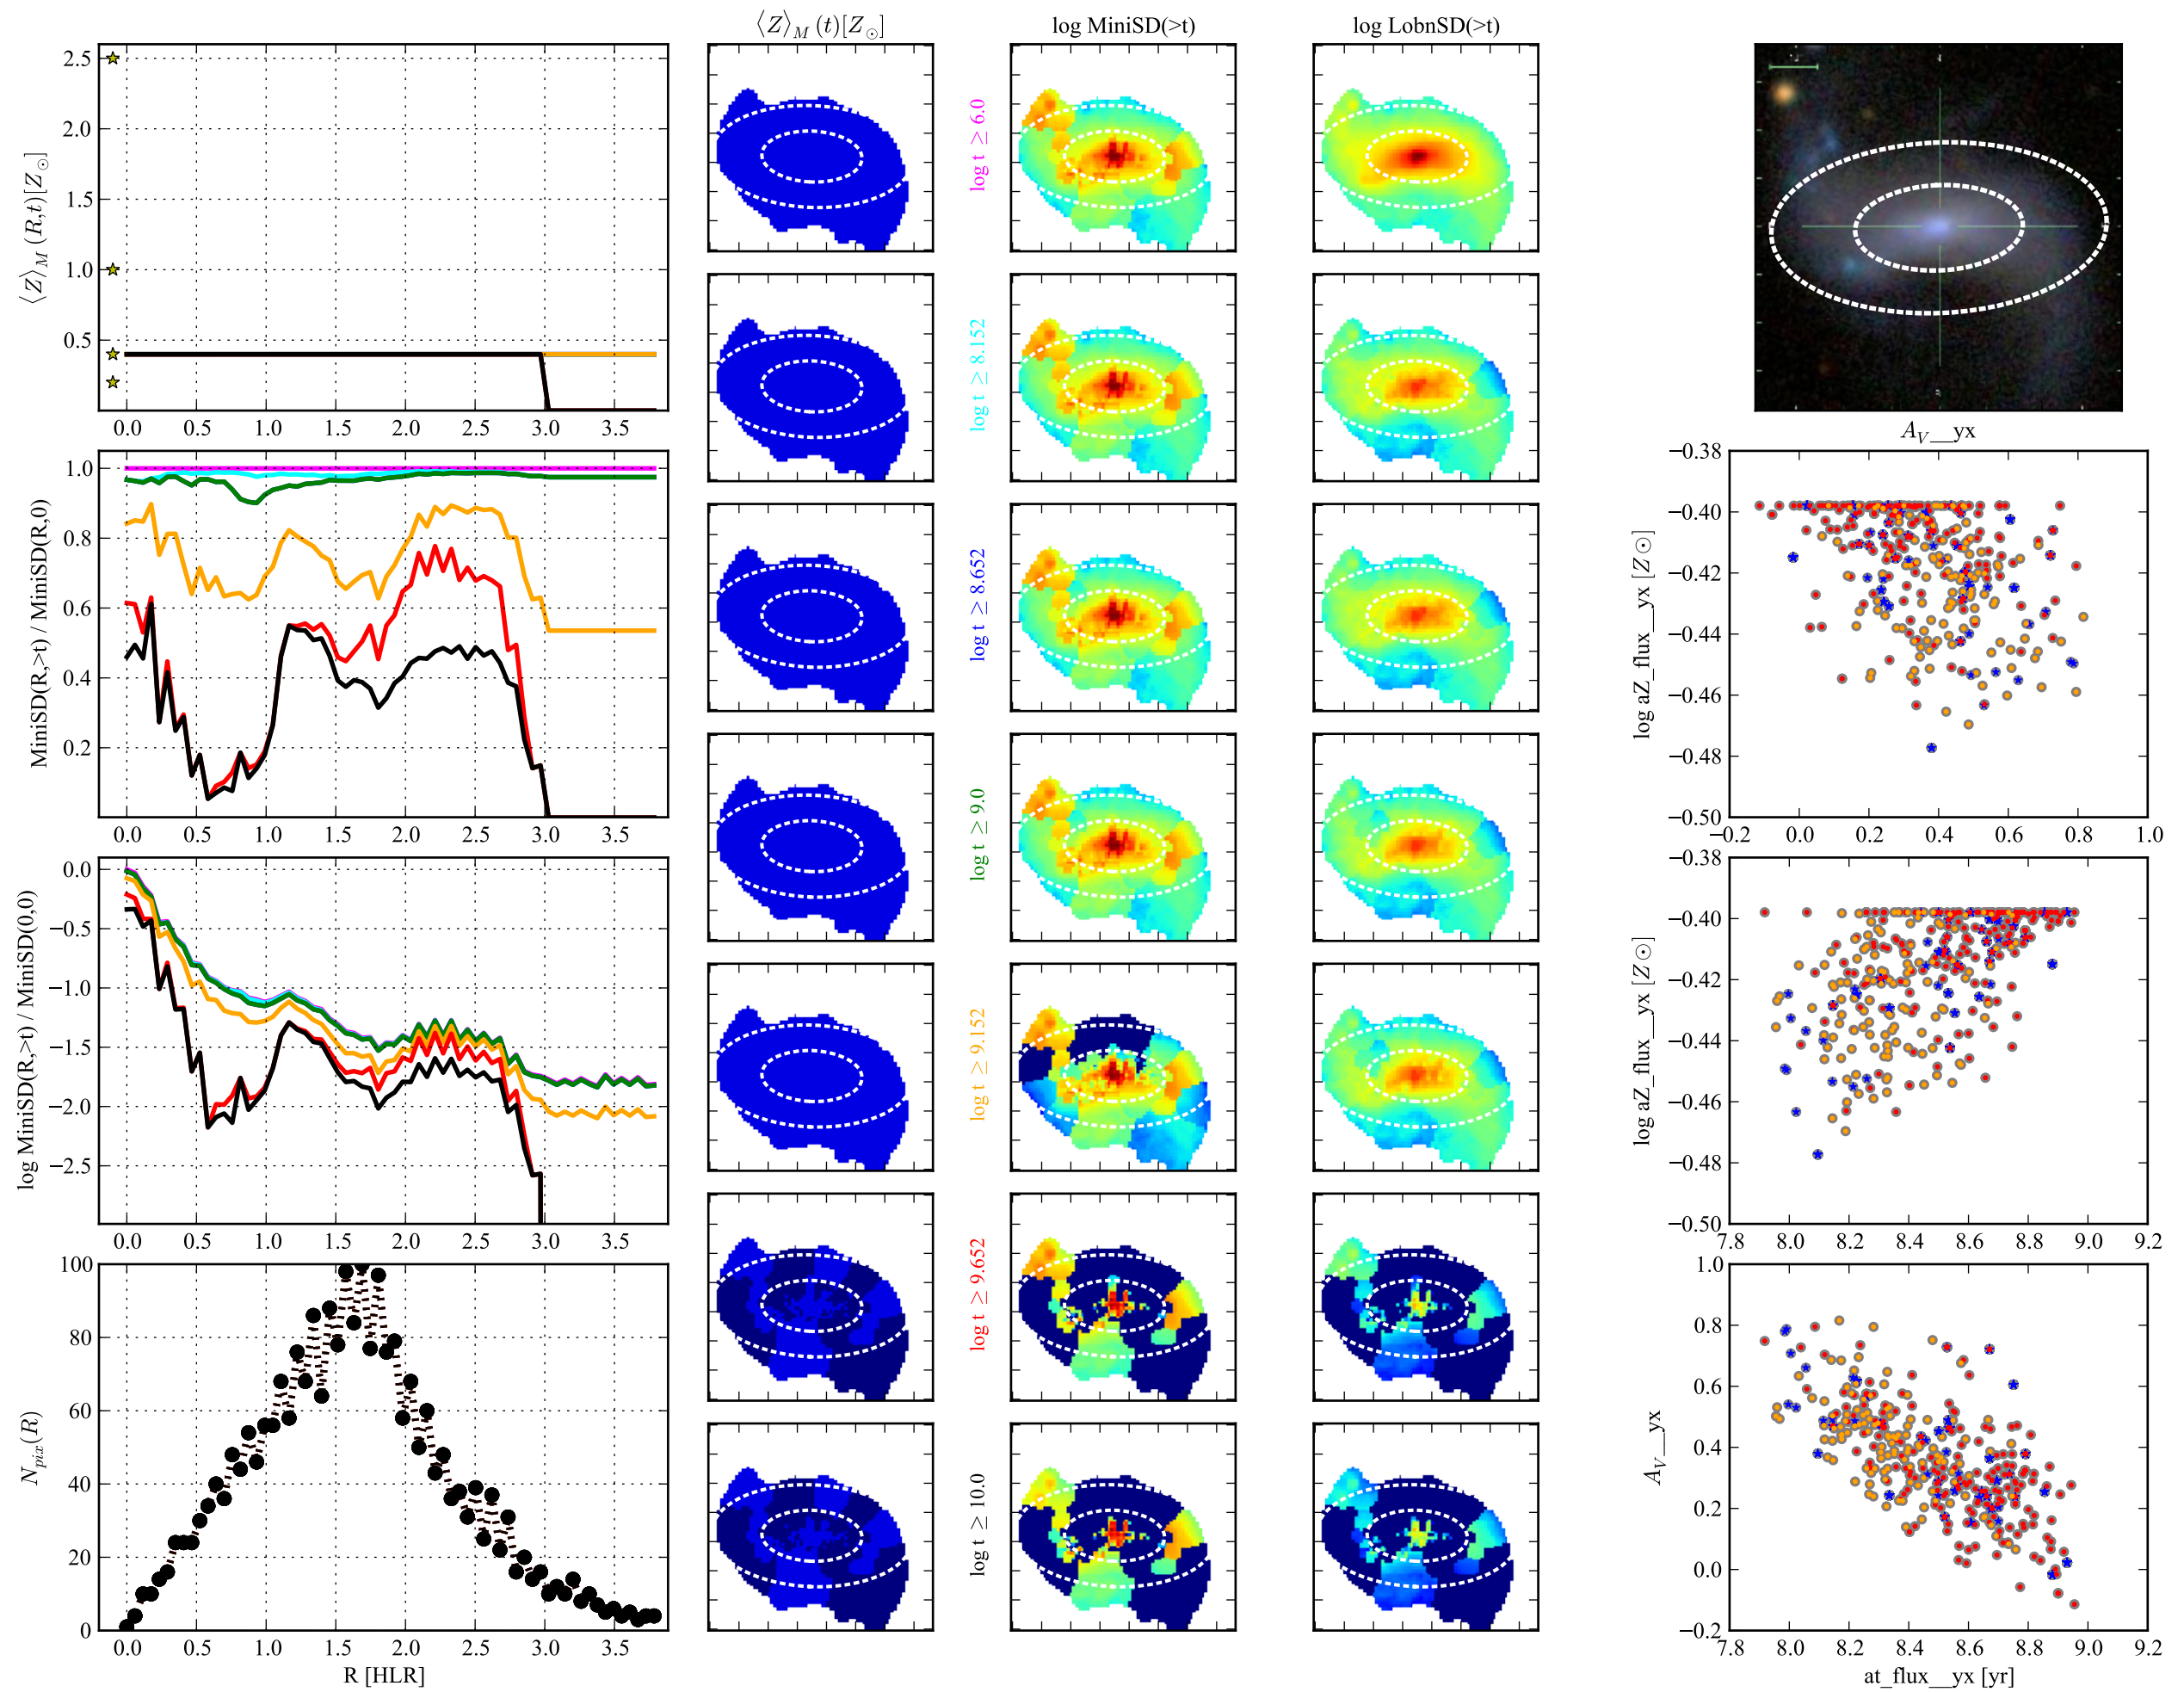 ⟨Z⟩_M (t)[Z_⊙]
log MiniSD(>t)
log LobnSD(>t)
⟨Z⟩_M (R,t)[Z_⊙]
2.5
2.0
1.5
1.0
0.5
0.0 0.5 1.0 1.5 2.0 2.5 3.0 3.5
MiniSD(R,>t) / MiniSD(R,0)
1.0
0.8
0.6
0.4
0.2
0.0 0.5 1.0 1.5 2.0 2.5 3.0 3.5
log MiniSD(R,>t) / MiniSD(0,0)
0.0
−0.5
−1.0
−1.5
−2.0
−2.5
0.0 0.5 1.0 1.5 2.0 2.5 3.0 3.5
N_pix(R)
100
80
60
40
20
0
0.0 0.5 1.0 1.5 2.0 2.5 3.0 3.5
R [HLR]
log t ≥ 6.0
log t ≥ 8.152
log t ≥ 8.652
log t ≥ 9.0
log t ≥ 9.152
log t ≥ 9.652
log t ≥ 10.0
A_V__yx
log aZ_flux__yx [Z⊙]
−0.38
−0.40
−0.42
−0.44
−0.46
−0.48
−0.50
−0.2 0.0 0.2 0.4 0.6 0.8 1.0
log aZ_flux__yx [Z⊙]
−0.38
−0.40
−0.42
−0.44
−0.46
−0.48
−0.50
7.8 8.0 8.2 8.4 8.6 8.8 9.0 9.2
A_V__yx
1.0
0.8
0.6
0.4
0.2
0.0
−0.2
7.8 8.0 8.2 8.4 8.6 8.8 9.0 9.2
at_flux__yx [yr]